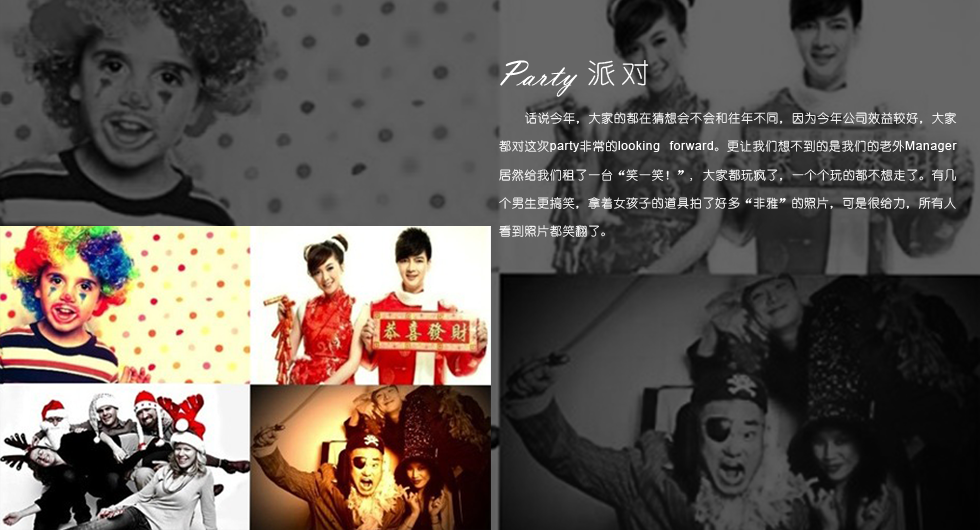 Party 派对
话说今年，大家的都在猜想会不会和往年不同，因为今年公司效益较好，大家
都对这次party非常的looking forward。更让我们想不到的是我们的老外Manager
居然给我们租了一台“笑一笑！”，大家都玩疯了，一个个玩的都不想走了。有几
个男生更搞笑，拿着女孩子的道具拍了好多“非雅”的照片，可是很给力，所有人
看到照片都笑翻了。
恭喜發財